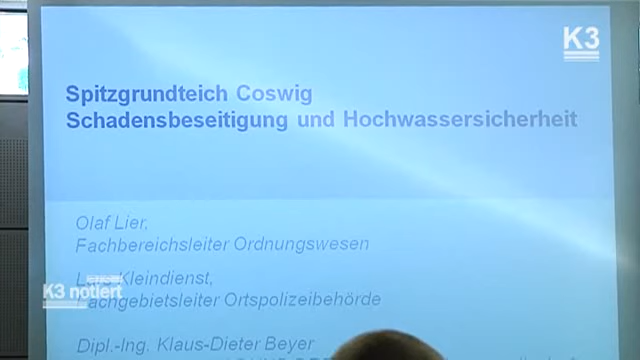 K3
Spitzgrundteich Coswig
Schadensbeseitigung und Hochwassersicherheit
Olaf Lier,
Fachbereichsleiter Ordnungswesen
Kleindienst,
K3 notiert
Fachgebietsleiter Ortspolizeibehörde
Dipl.-Ing. Klaus-Dieter Beyer